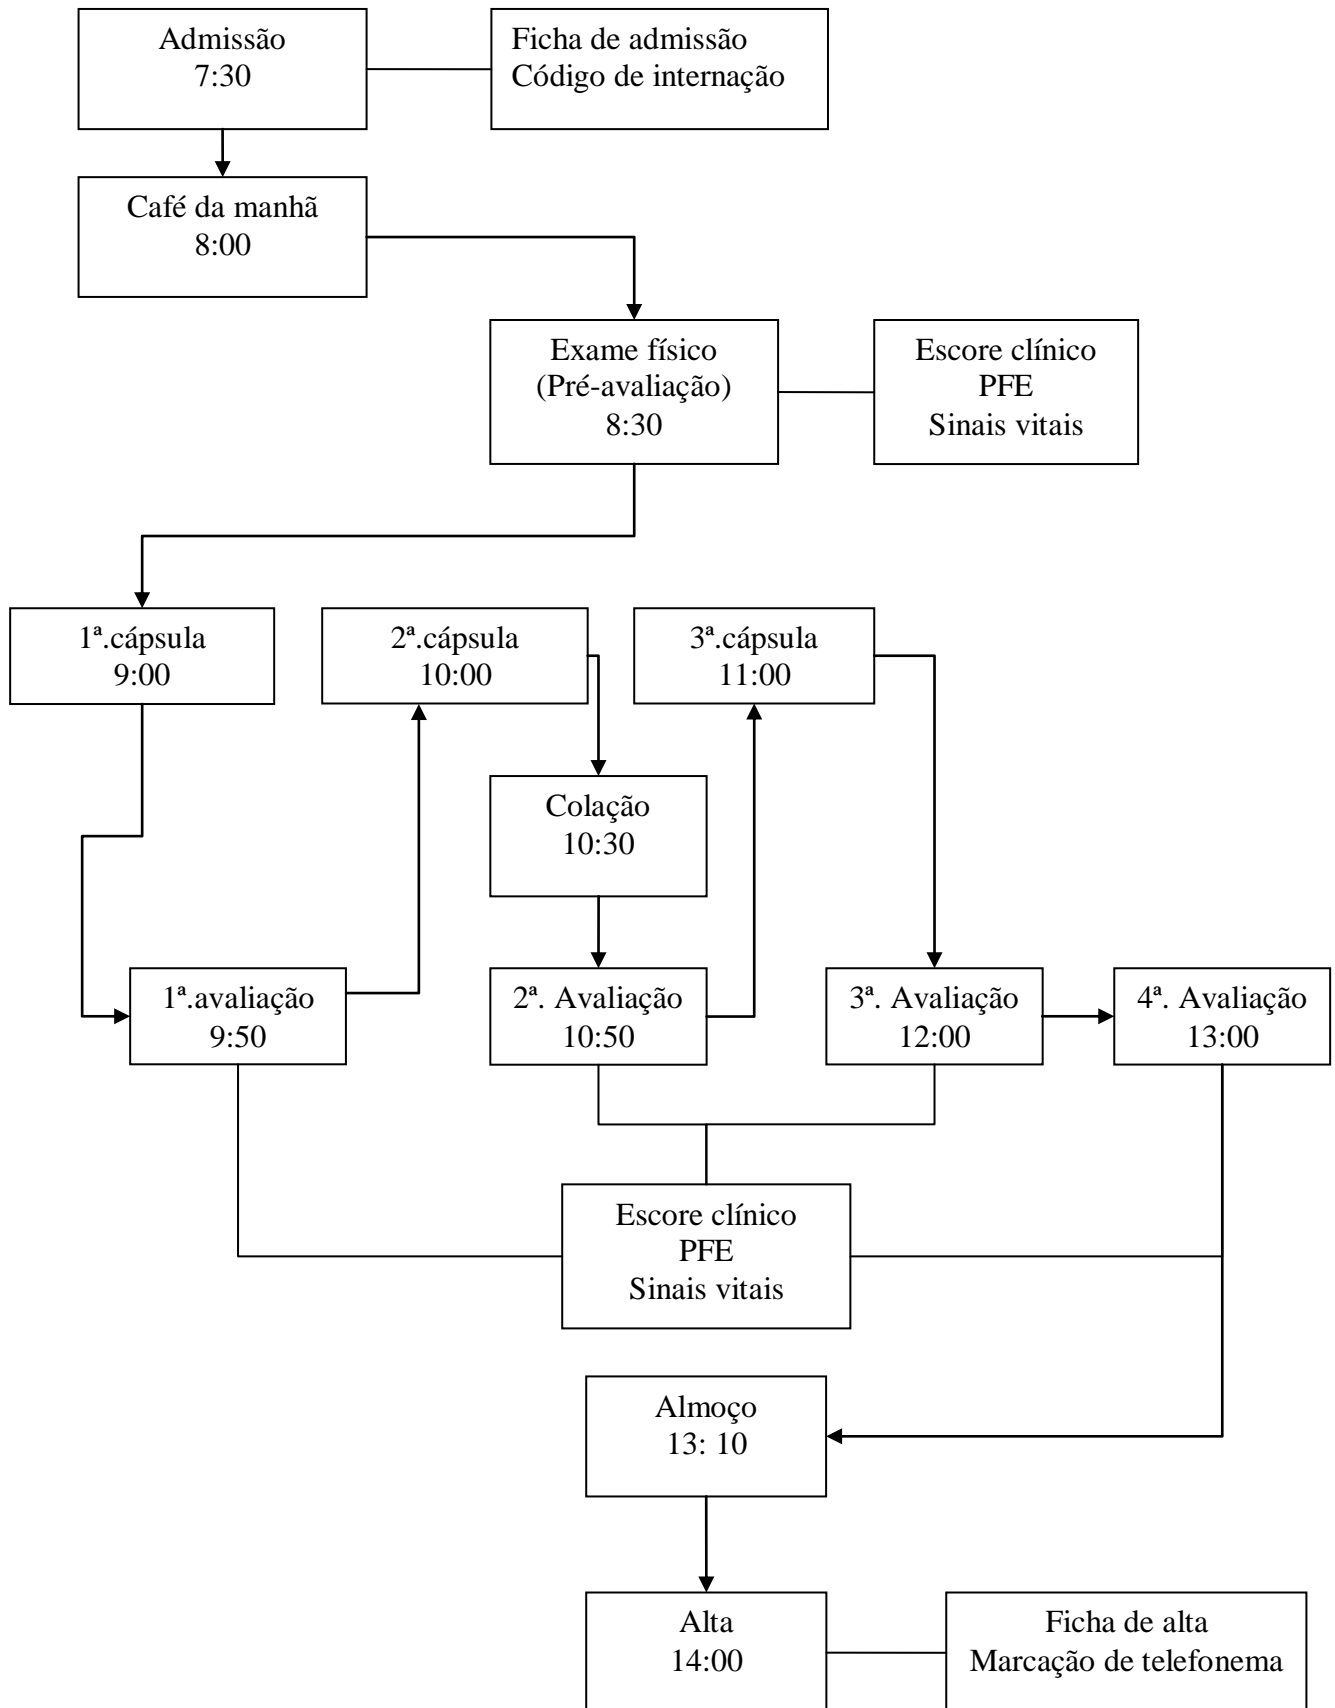 Admissão
7:30
Ficha de admissão
Código de internação
Café da manhã
8:00
Exame físico
(Pré-avaliação)
8:30
Escore clínico
PFE
Sinais vitais
1ª.cápsula
9:00
2ª.cápsula
10:00
3ª.cápsula
11:00
Colação
10:30
1ª.avaliação
9:50
2ª. Avaliação
10:50
3ª. Avaliação
12:00
4ª. Avaliação
13:00
Escore clínico
PFE
Sinais vitais
Almoço
13: 10
Alta
14:00
Ficha de alta
Marcação de telefonema